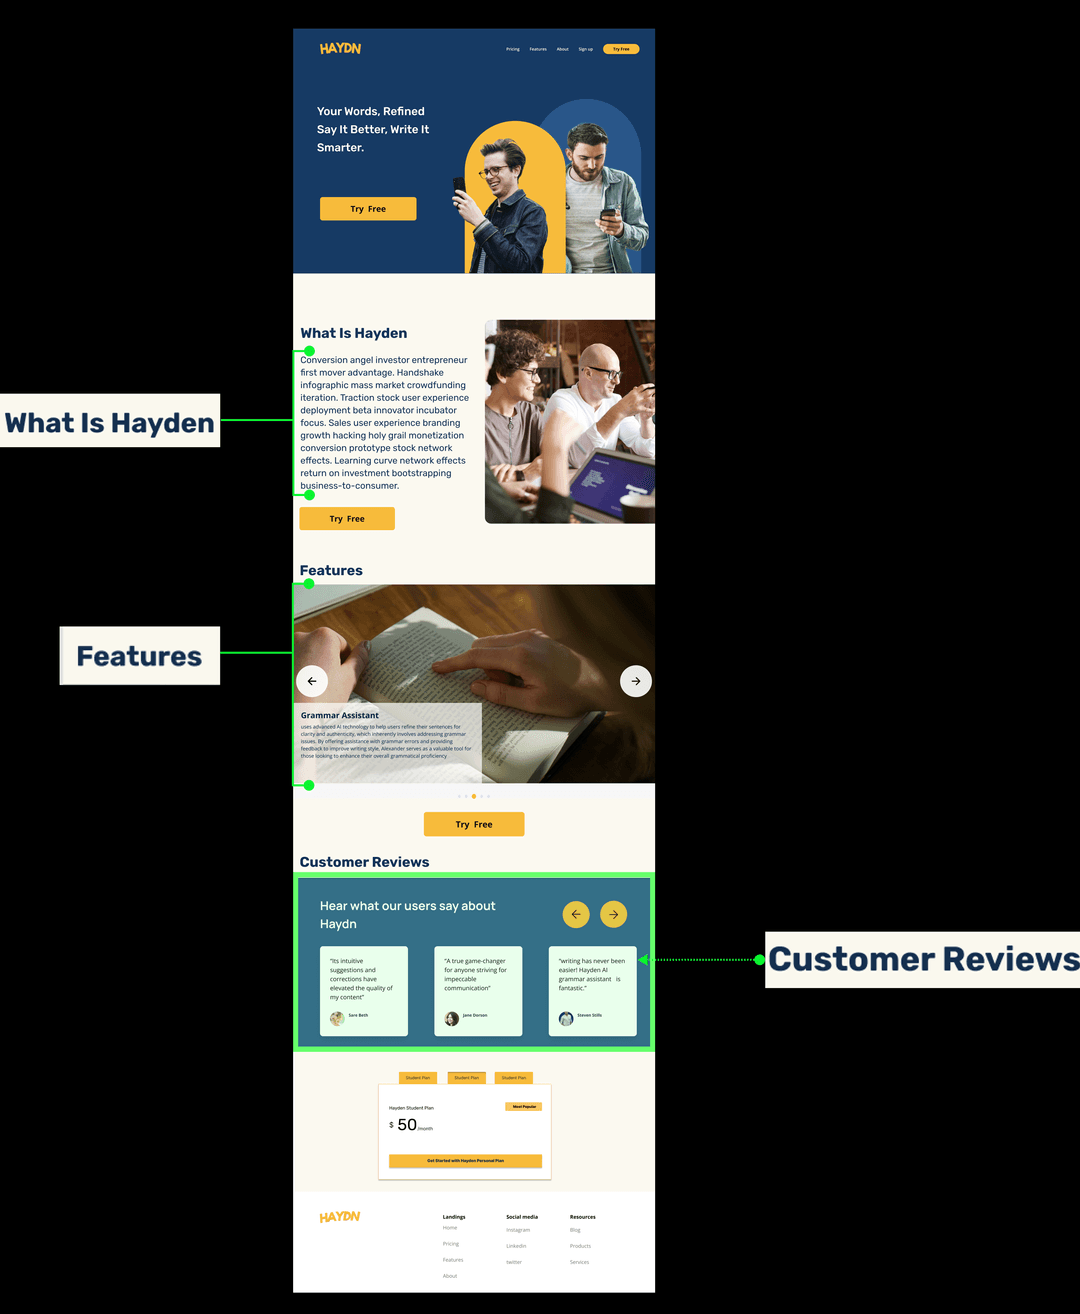 HAYDN
Pricing Features About Sign up Try Free
Your Words, Refined
Say It Better, Write It
Smarter.
Try Free
What Is Hayden
Conversion angel investor entrepreneur
first mover advantage. Handshake
infographic mass market crowdfunding
iteration. Traction stock user experience
deployment beta innovator incubator
focus. Sales user experience branding
growth hacking holy grail monetization
conversion prototype stock network
effects. Learning curve network effects
return on investment bootstrapping
business-to-consumer.
Try Free
What Is Hayden
Features
Features
Grammar Assistant
uses advanced AI technology to help users refine their sentences for
clarity and authenticity, which inherently involves addressing grammar
issues. By offering assistance with grammar errors and providing
feedback to improve writing style, Alexander serves as a valuable tool for
those looking to enhance their overall grammatical proficiency
Try Free
Customer Reviews
Hear what our users say about
Haydn
"Its intuitive
suggestions and
corrections have
elevated the quality of
my content"
Sare Beth
"A true game-changer
for anyone striving for
impeccable
communication"
Jane Dorson
"writing has never been
easier! Hayden AI
grammar assistant is
fantastic."
Steven Stills
Customer Reviews
Student Plan Student Plan Student Plan
Hayden Student Plan
Most Popular
$ 50 /month
Get Started with Hayden Personal Plan
HAYDN
Landings
Home
Pricing
Features
About
Social media
Instagram
Linkedin
twitter
Resources
Blog
Products
Services